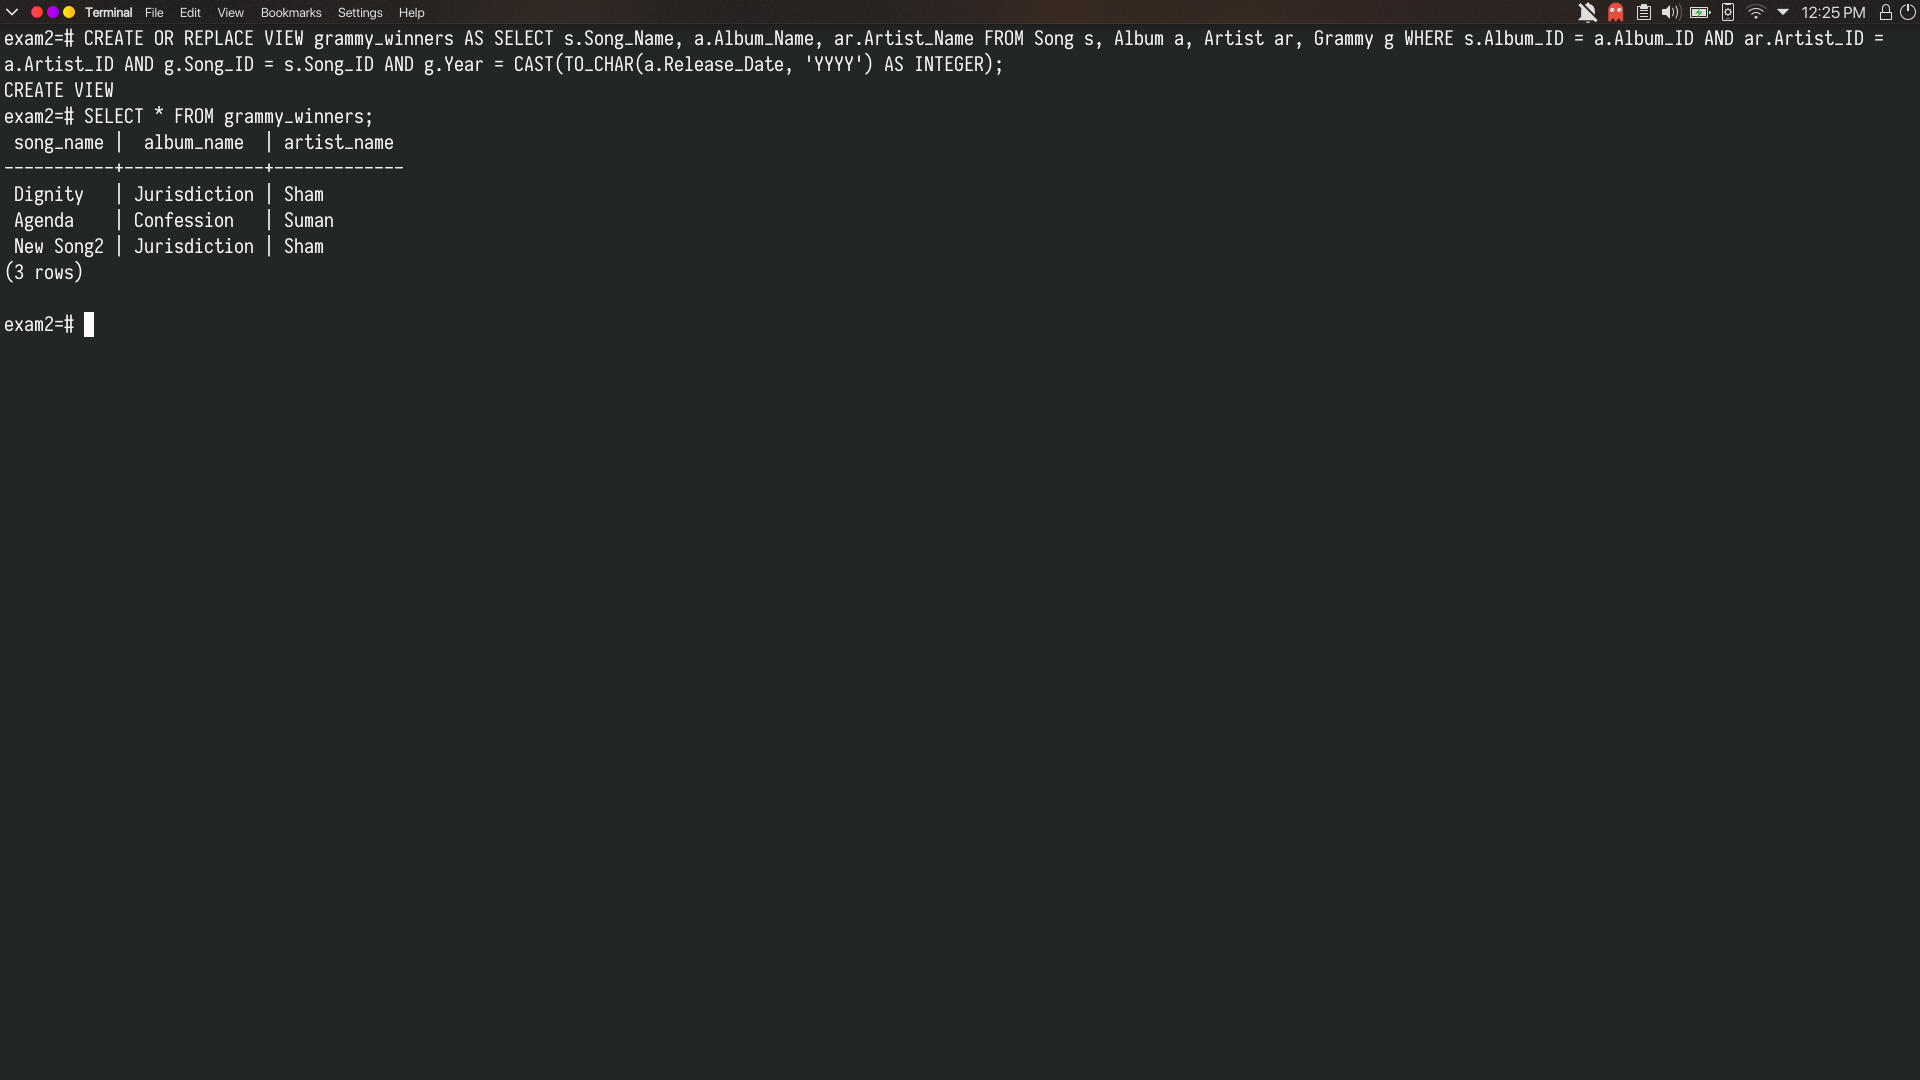 Terminal File Edit View Bookmarks Settings Help 12:25 PM
exam2=# CREATE OR REPLACE VIEW grammy_winners AS SELECT s.Song_Name, a.Album_Name, ar.Artist_Name FROM Song s, Album a, Artist ar, Grammy g WHERE s.Album_ID = a.Album_ID AND ar.Artist_ID =
a.Artist_ID AND g.Song_ID = s.Song_ID AND g.Year = CAST(TO_CHAR(a.Release_Date, 'YYYY') AS INTEGER);
CREATE VIEW
exam2=# SELECT * FROM grammy_winners;
 song_name |  album_name  | artist_name
-----------+--------------+-------------
 Dignity   | Jurisdiction | Sham
 Agenda    | Confession   | Suman
 New Song2 | Jurisdiction | Sham
(3 rows)
exam2=#